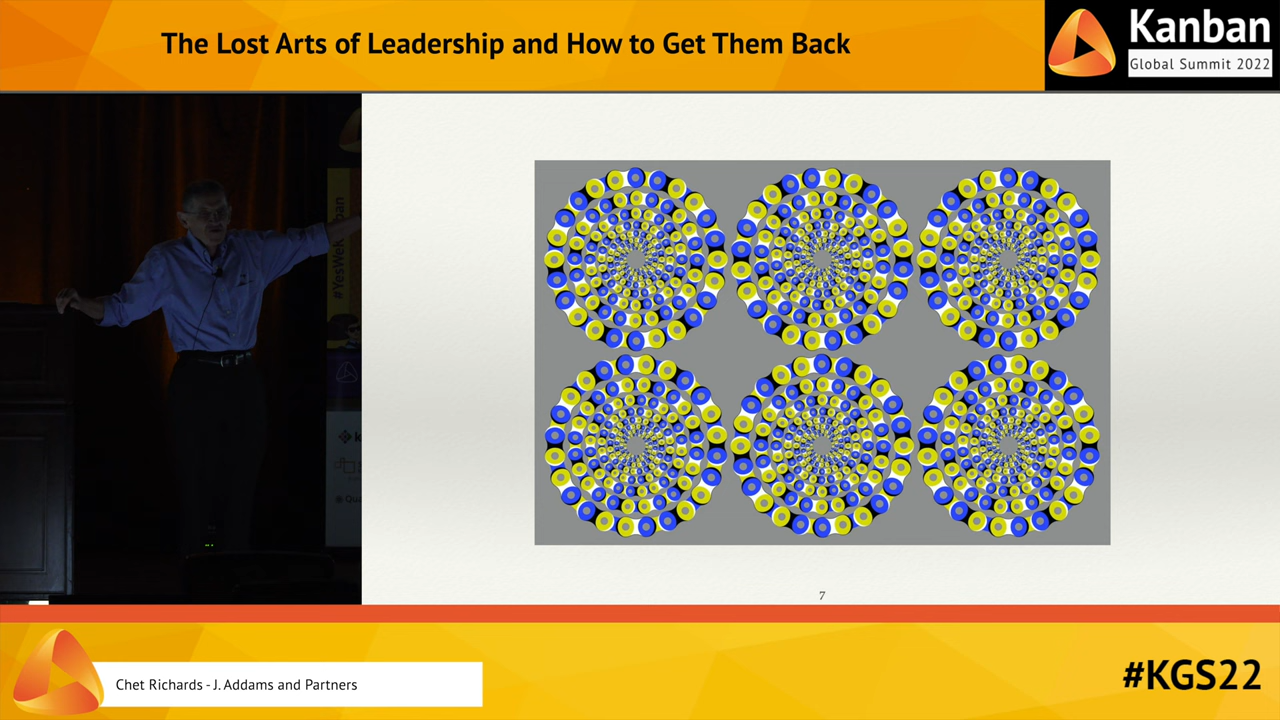 The Lost Arts of Leadership and How to Get Them Back
Kanban
Global Summit 2022
7
Chet Richards - J. Addams and Partners
#KGS22